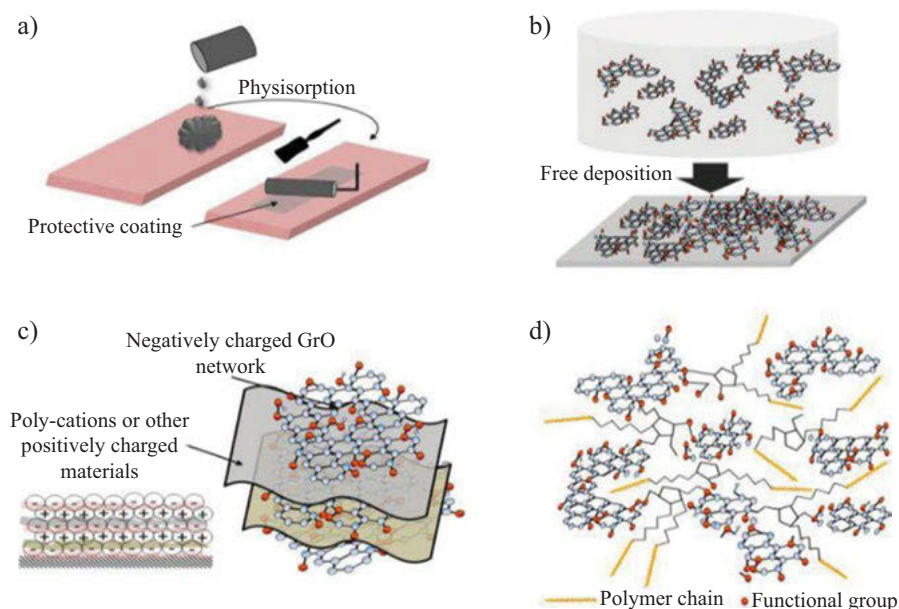 a)
Physisorption
Protective coating
b)
Free deposition
c)
Negatively charged GrO
network
Poly-cations or other
positively charged
materials
d)
Polymer chain
Functional group